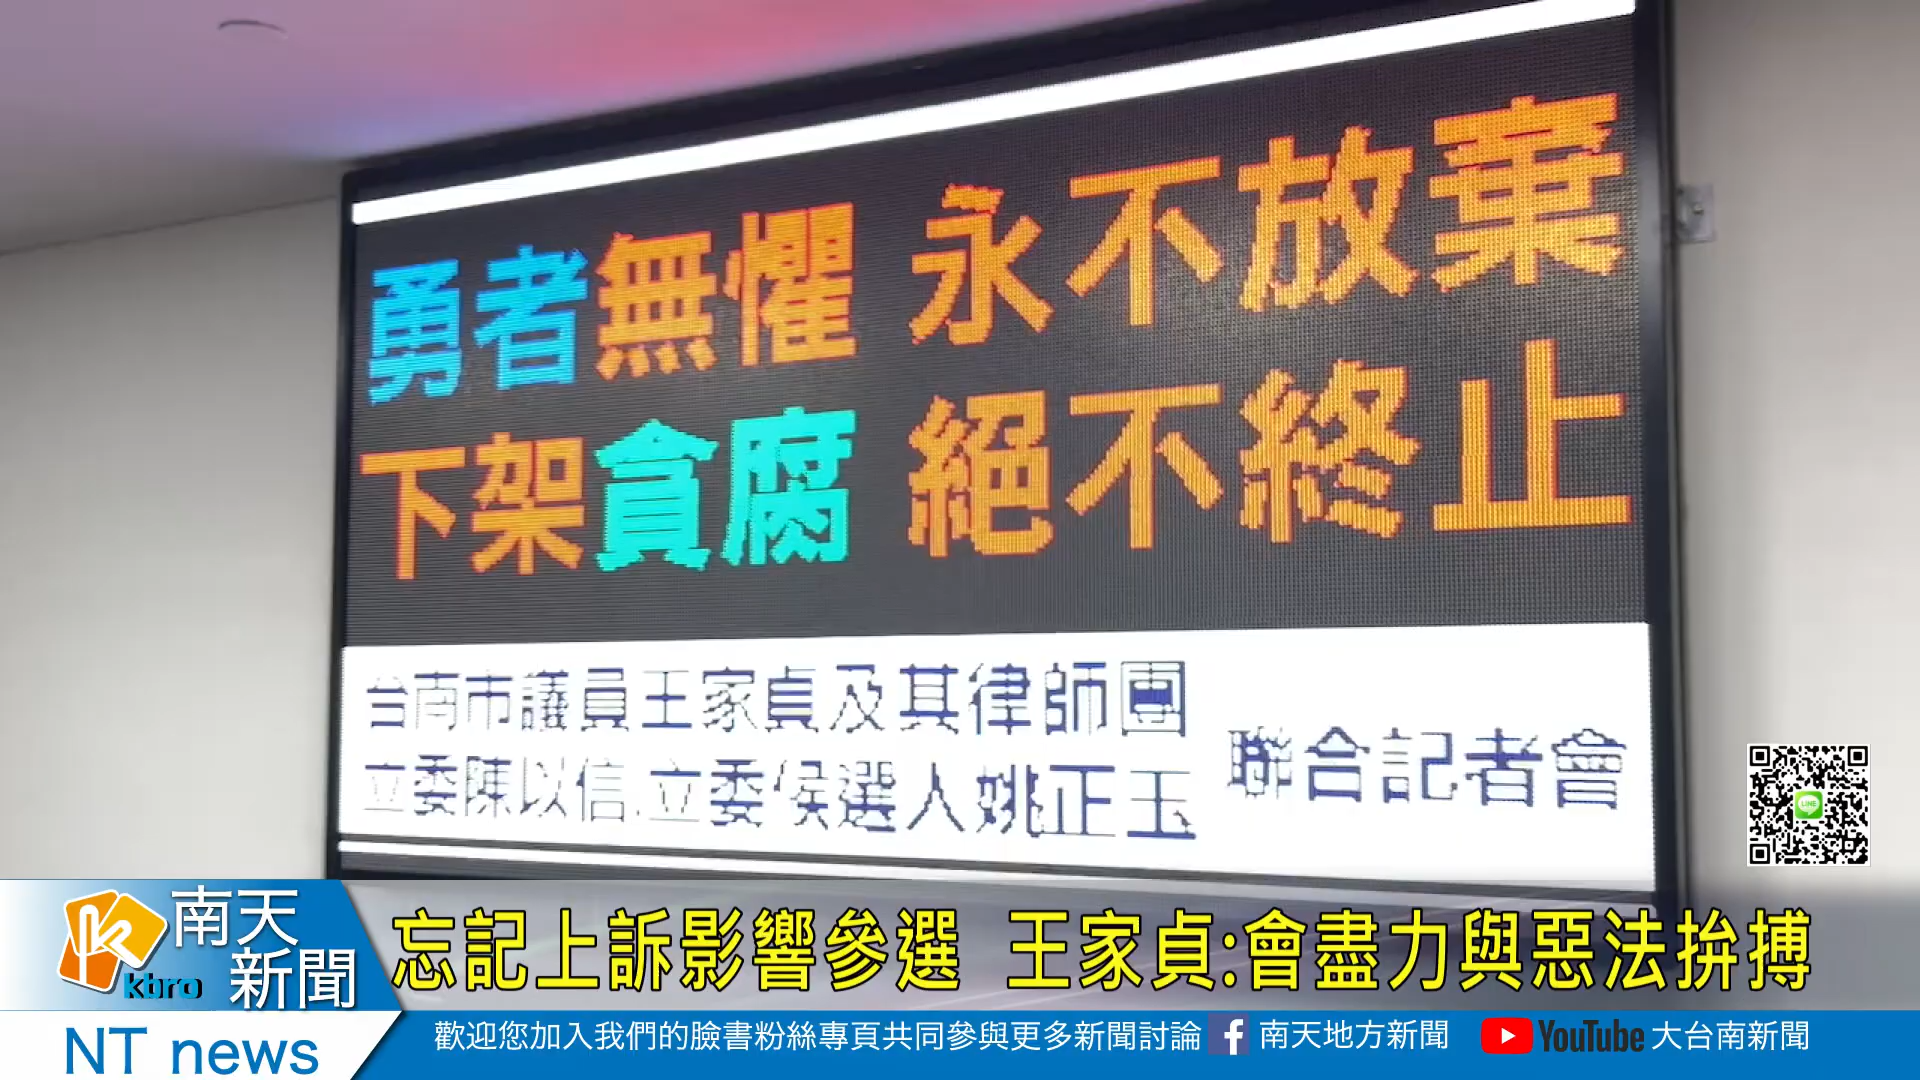 勇者無懼 永不放棄
下架貪腐 絕不終止
台南市議員王家貞及其律師團
立委陳以信.立委候選人姚正玉
聯合記者會
LINE
kbro
南天
新聞
忘記上訴影響參選 王家貞:會盡力與惡法拚搏
NT news
歡迎您加入我們的臉書粉絲專頁共同參與更多新聞討論 南天地方新聞 YouTube 大台南新聞